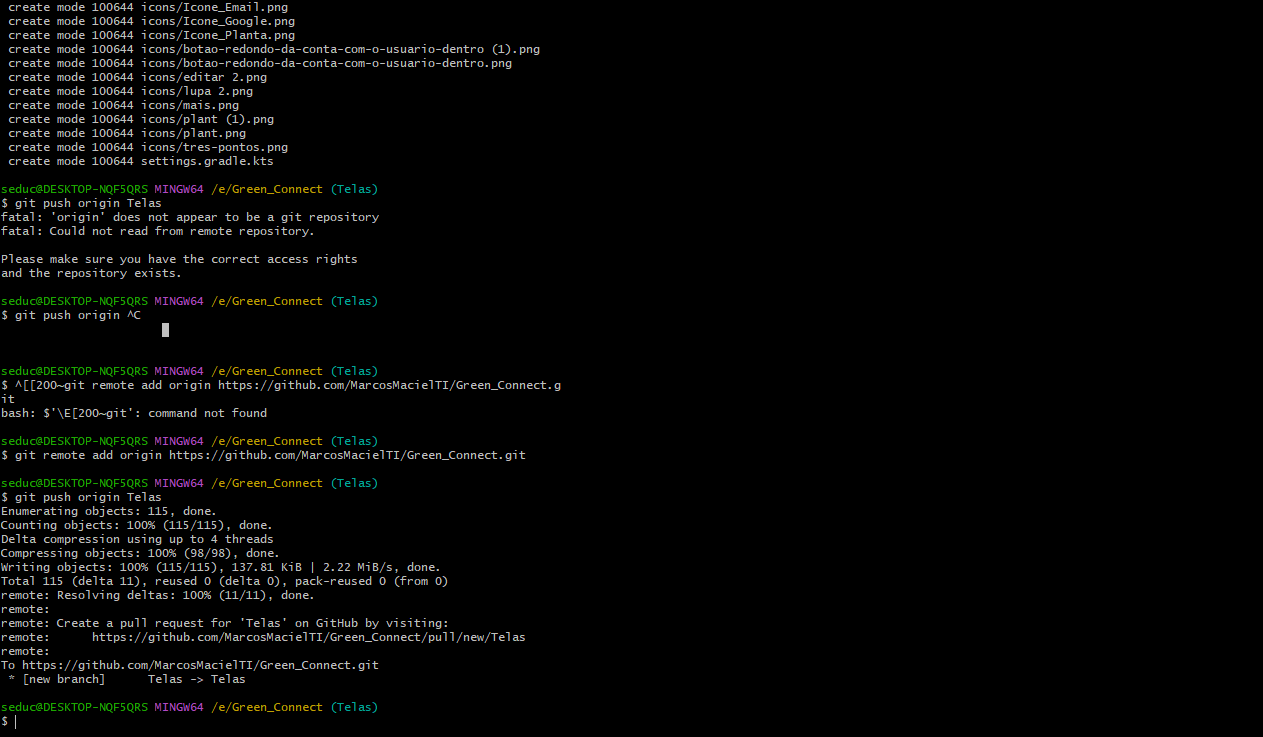 create mode 100644 icons/Icone_Email.png
create mode 100644 icons/Icone_Google.png
create mode 100644 icons/Icone_Planta.png
create mode 100644 icons/botao-redondo-da-conta-com-o-usuario-dentro (1).png
create mode 100644 icons/botao-redondo-da-conta-com-o-usuario-dentro.png
create mode 100644 icons/editar 2.png
create mode 100644 icons/lupa 2.png
create mode 100644 icons/mais.png
create mode 100644 icons/plant (1).png
create mode 100644 icons/plant.png
create mode 100644 icons/tres-pontos.png
create mode 100644 settings.gradle.kts
seduc@DESKTOP-NQF5QRS MINGW64 /e/Green_Connect (Telas)
$ git push origin Telas
fatal: 'origin' does not appear to be a git repository
fatal: Could not read from remote repository.
Please make sure you have the correct access rights
and the repository exists.
seduc@DESKTOP-NQF5QRS MINGW64 /e/Green_Connect (Telas)
$ git push origin ^C
seduc@DESKTOP-NQF5QRS MINGW64 /e/Green_Connect (Telas)
$ ^[[200~git remote add origin https://github.com/MarcosMacielTI/Green_Connect.g
it
bash: $'\E[200~git': command not found
seduc@DESKTOP-NQF5QRS MINGW64 /e/Green_Connect (Telas)
$ git remote add origin https://github.com/MarcosMacielTI/Green_Connect.git
seduc@DESKTOP-NQF5QRS MINGW64 /e/Green_Connect (Telas)
$ git push origin Telas
Enumerating objects: 115, done.
Counting objects: 100% (115/115), done.
Delta compression using up to 4 threads
Compressing objects: 100% (98/98), done.
Writing objects: 100% (115/115), 137.81 KiB | 2.22 MiB/s, done.
Total 115 (delta 11), reused 0 (delta 0), pack-reused 0 (from 0)
remote: Resolving deltas: 100% (11/11), done.
remote:
remote: Create a pull request for 'Telas' on GitHub by visiting:
remote:      https://github.com/MarcosMacielTI/Green_Connect/pull/new/Telas
remote:
To https://github.com/MarcosMacielTI/Green_Connect.git
 * [new branch]      Telas -> Telas
seduc@DESKTOP-NQF5QRS MINGW64 /e/Green_Connect (Telas)
$